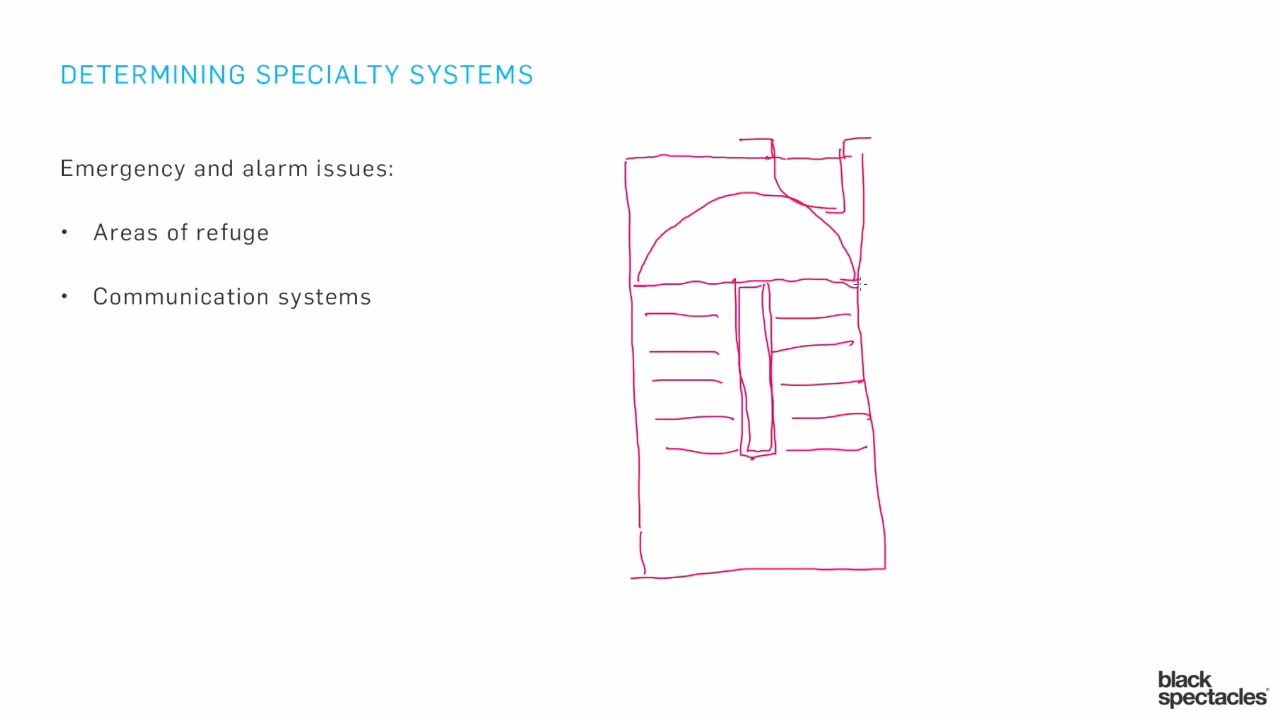 DETERMINING SPECIALTY SYSTEMS
Emergency and alarm issues:
• Areas of refuge
• Communication systems
black
spectacles®